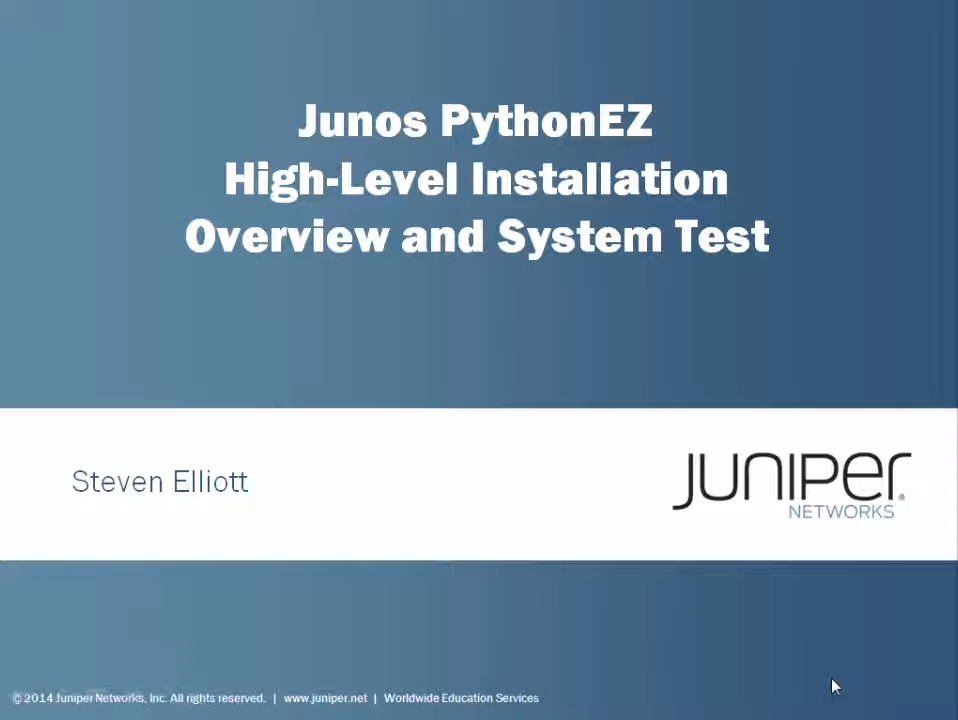 Junos PythonEZ
High-Level Installation
Overview and System Test
Steven Elliott
JUNIPER
NETWORKS
© 2014 Juniper Networks, Inc. All rights reserved. | www.juniper.net | Worldwide Education Services